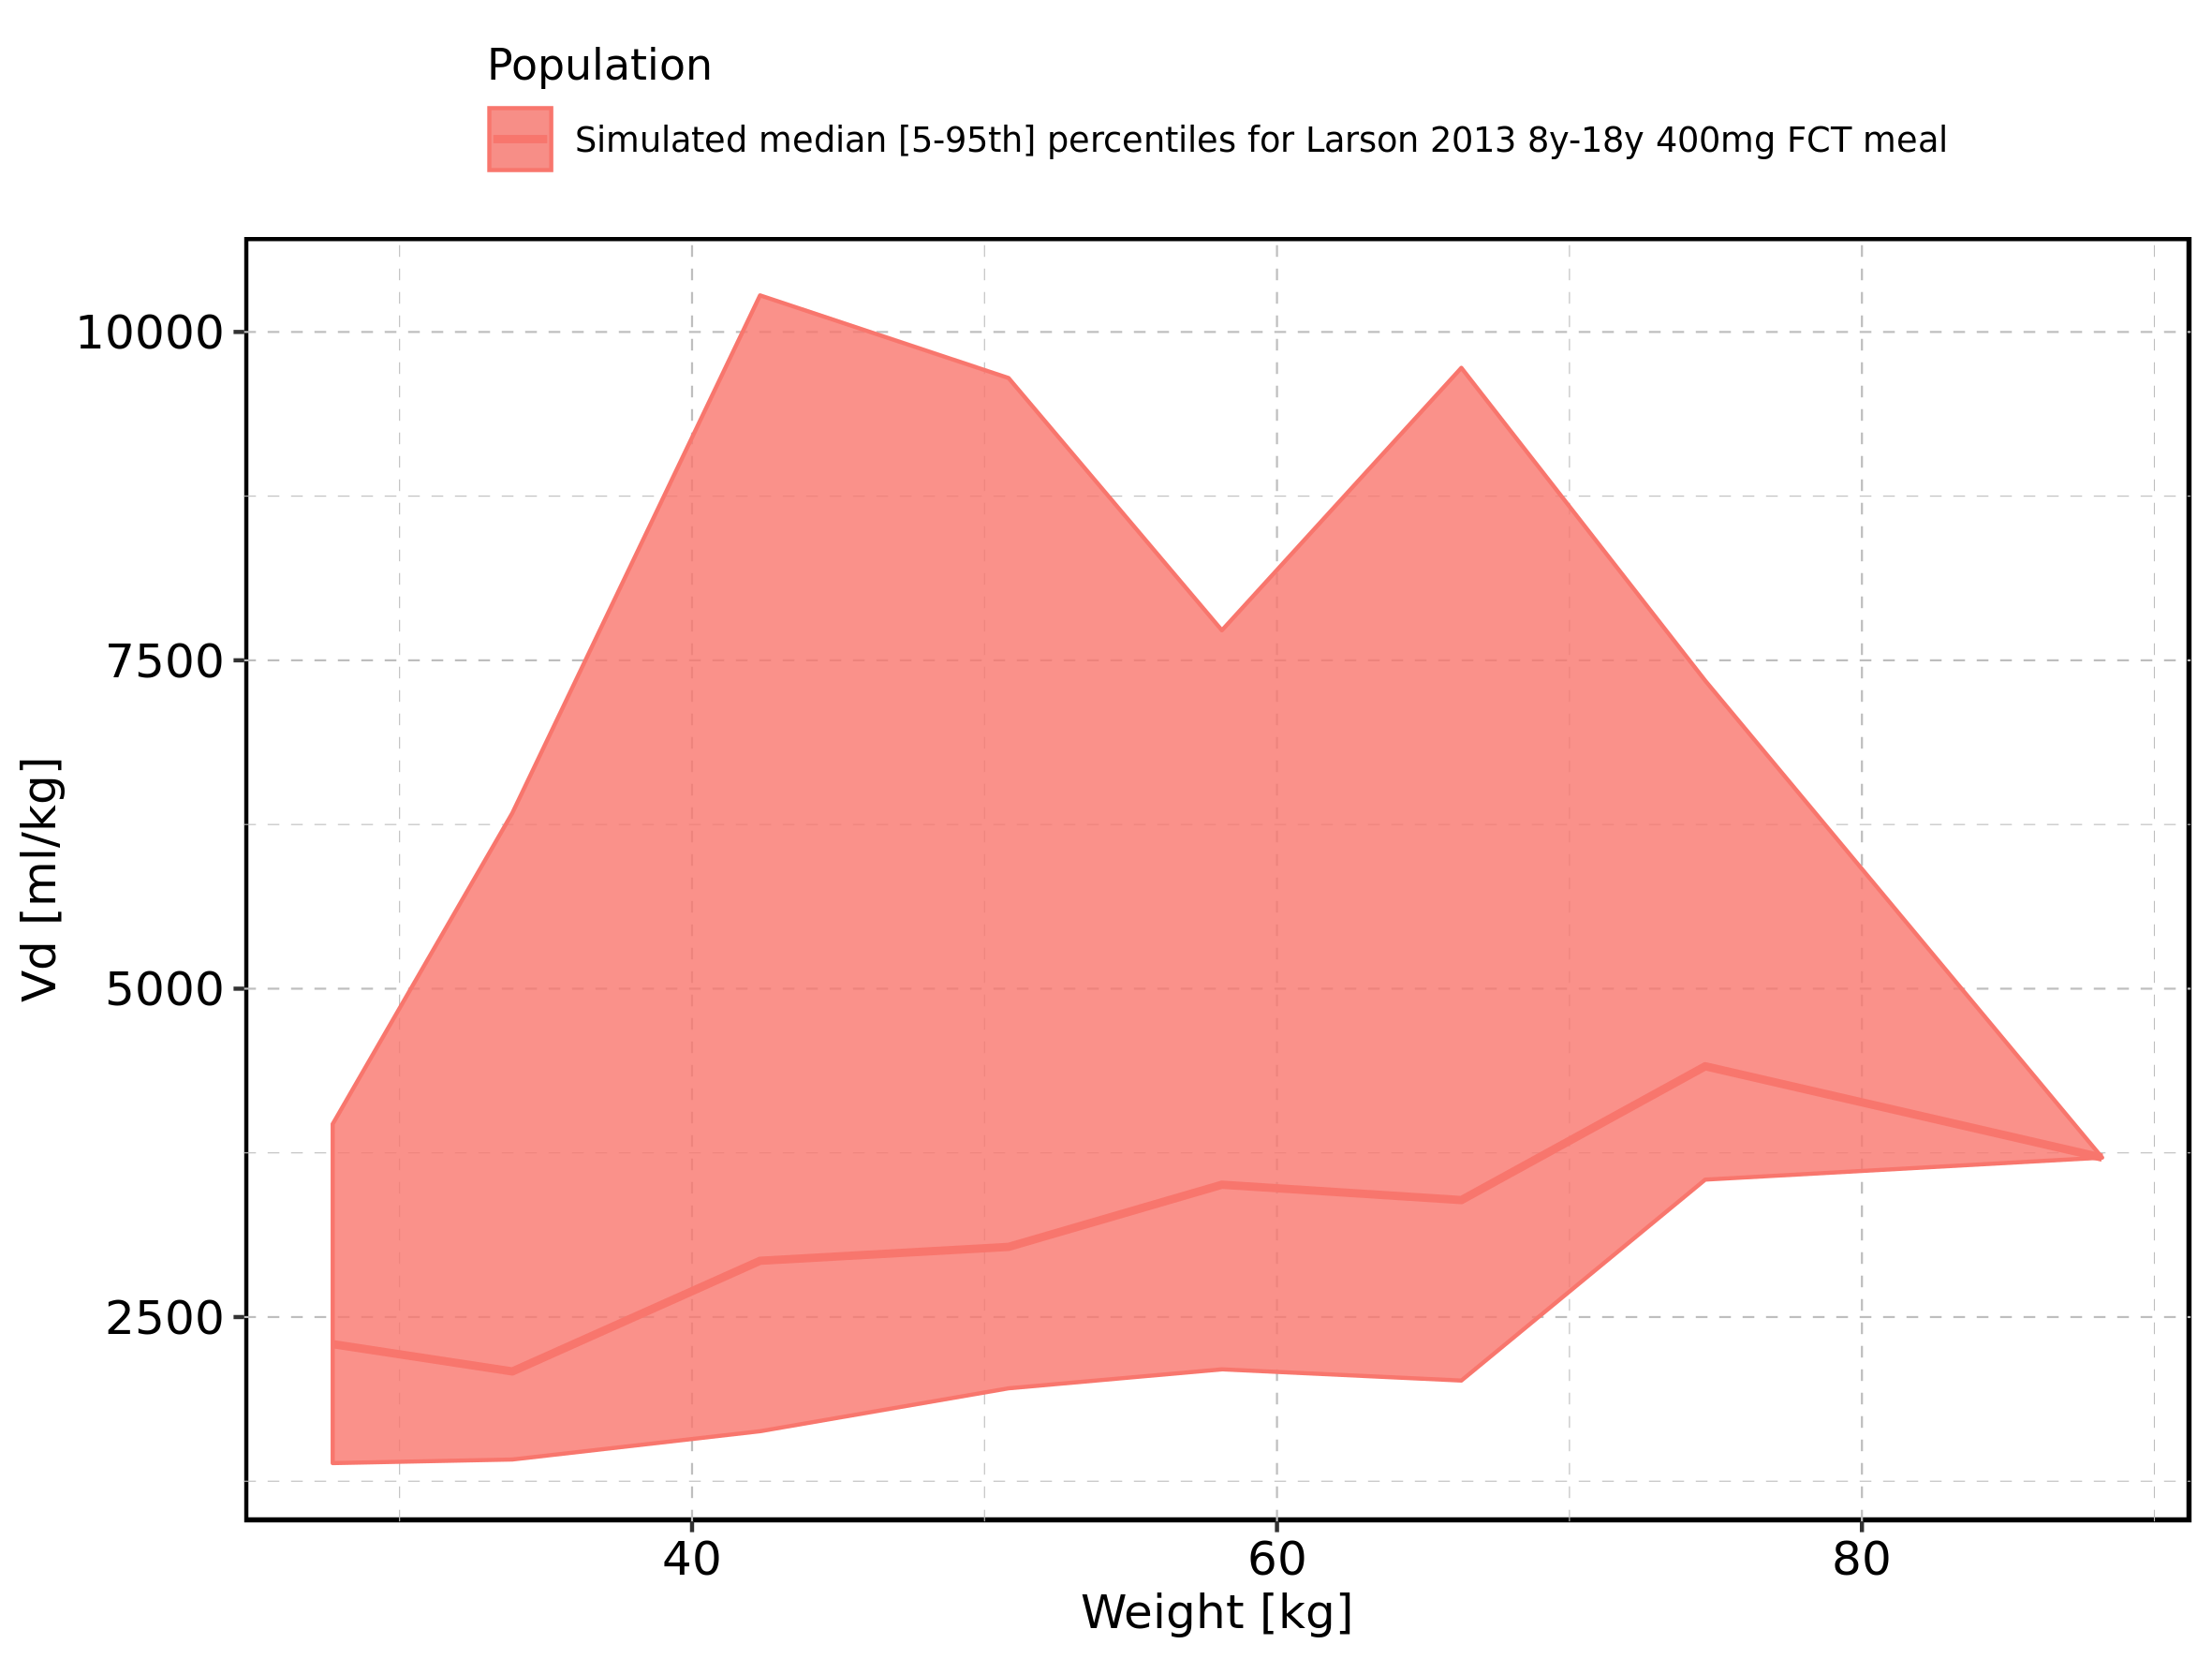 Population
Simulated median [5-95th] percentiles for Larson 2013 8y-18y 400mg FCT meal
10000
7500
5000
2500
Vd [ml/kg]
40 60 80
Weight [kg]